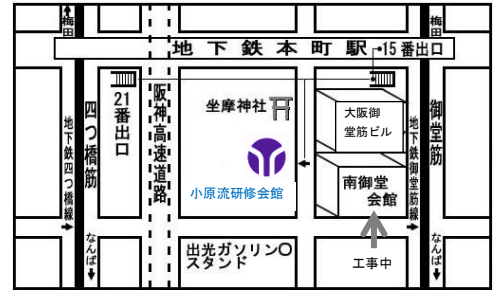 梅田
梅田
地下鉄本町駅
15番出口
21番出口
四つ橋筋
地下鉄四つ橋線
阪神高速道路
坐摩神社
大阪御
堂筋ビル
御堂筋
地下鉄御堂筋線
小原流研修会館
南御堂
会館
出光ガソリン
スタンド
工事中
なんば
なんば